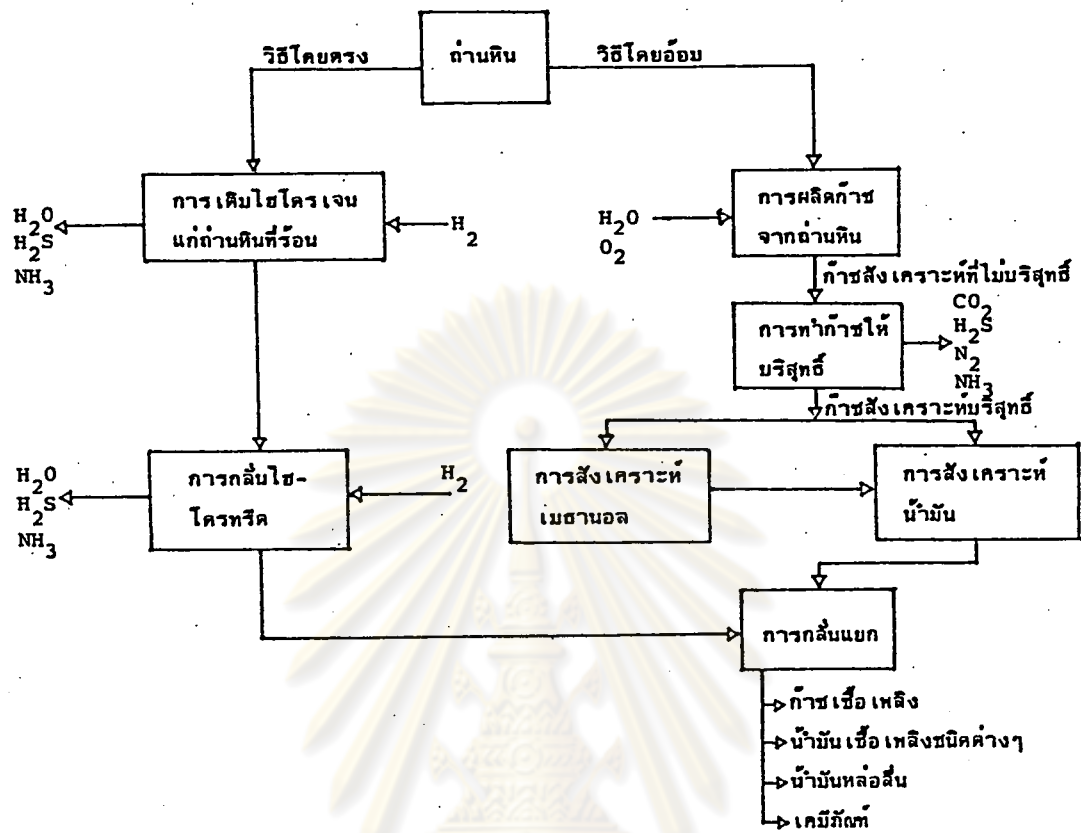 วิธีโดยตรง
ถ่านหิน
วิธีโดยอ้อม
การเติมไฮโดรเจน
แก่ถ่านหินที่ร้อน
H2O
H2S
NH3
H2
การผลิตก๊าซ
จากถ่านหิน
H2O
O2
ก๊าซสังเคราะห์ที่ไม่บริสุทธิ์
การทำก๊าซให้
บริสุทธิ์
CO2
H2S
N2
NH3
ก๊าซสังเคราะห์บริสุทธิ์
การกลั่นไฮ-
โดรทรีต
H2O
H2S
NH3
H2
การสังเคราะห์
เมธานอล
การสังเคราะห์
น้ำมัน
การกลั่นแยก
ก๊าซเชื้อเพลิง
น้ำมันเชื้อเพลิงชนิดต่างๆ
น้ำมันหล่อลื่น
เคมีภัณฑ์